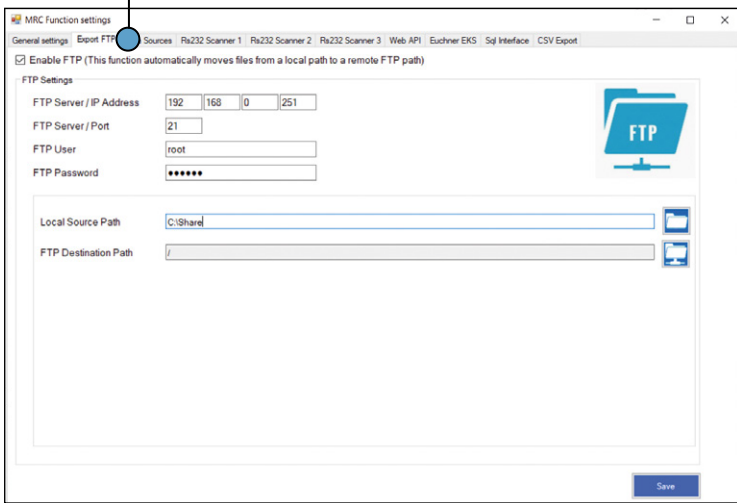 MRC Function settings
General settings Export FTP Sources Rs232 Scanner 1 Rs232 Scanner 2 Rs232 Scanner 3 Web API Euchner EKS Sql Interface CSV Export
Enable FTP (This function automatically moves files from a local path to a remote FTP path)
FTP Settings
FTP Server / IP Address 192 168 0 251
FTP Server / Port 21
FTP User root
FTP Password ••••••
FTP
Local Source Path C:\Share
FTP Destination Path /
Save